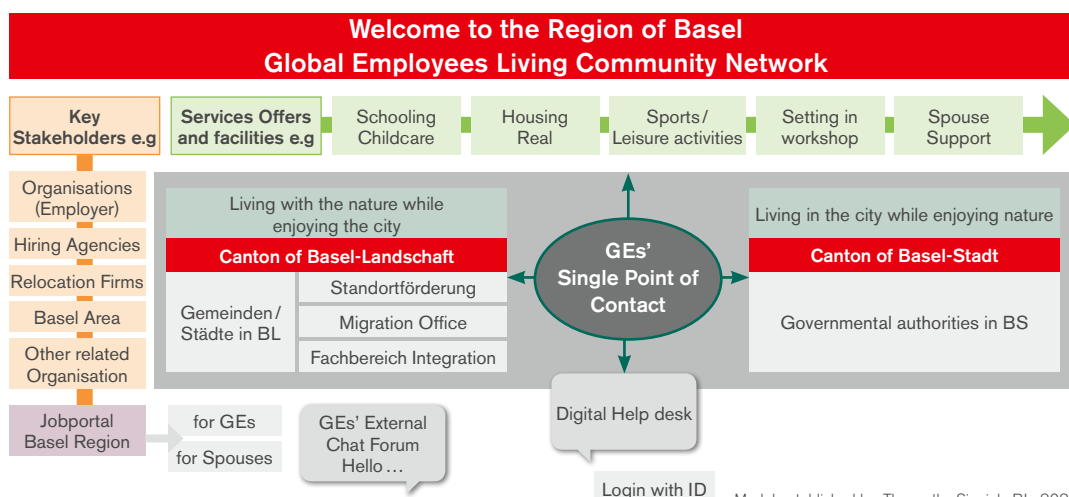 Welcome to the Region of Basel
Global Employees Living Community Network
Key
Stakeholders e.g
Services Offers
and facilities e.g
Schooling
Childcare
Housing
Real
Sports/
Leisure activities
Setting in
workshop
Spouse
Support
Organisations
(Employer)
Hiring Agencies
Relocation Firms
Basel Area
Other related
Organisation
Jobportal
Basel Region
Living with the nature while
enjoying the city
Canton of Basel-Landschaft
Gemeinden/
Städte in BL
Standortförderung
Migration Office
Fachbereich Integration
GEs'
Single Point of
Contact
Living in the city while enjoying nature
Canton of Basel-Stadt
Governmental authorities in BS
for GEs
for Spouses
GEs' External
Chat Forum
Hello ...
Digital Help desk
Login with ID